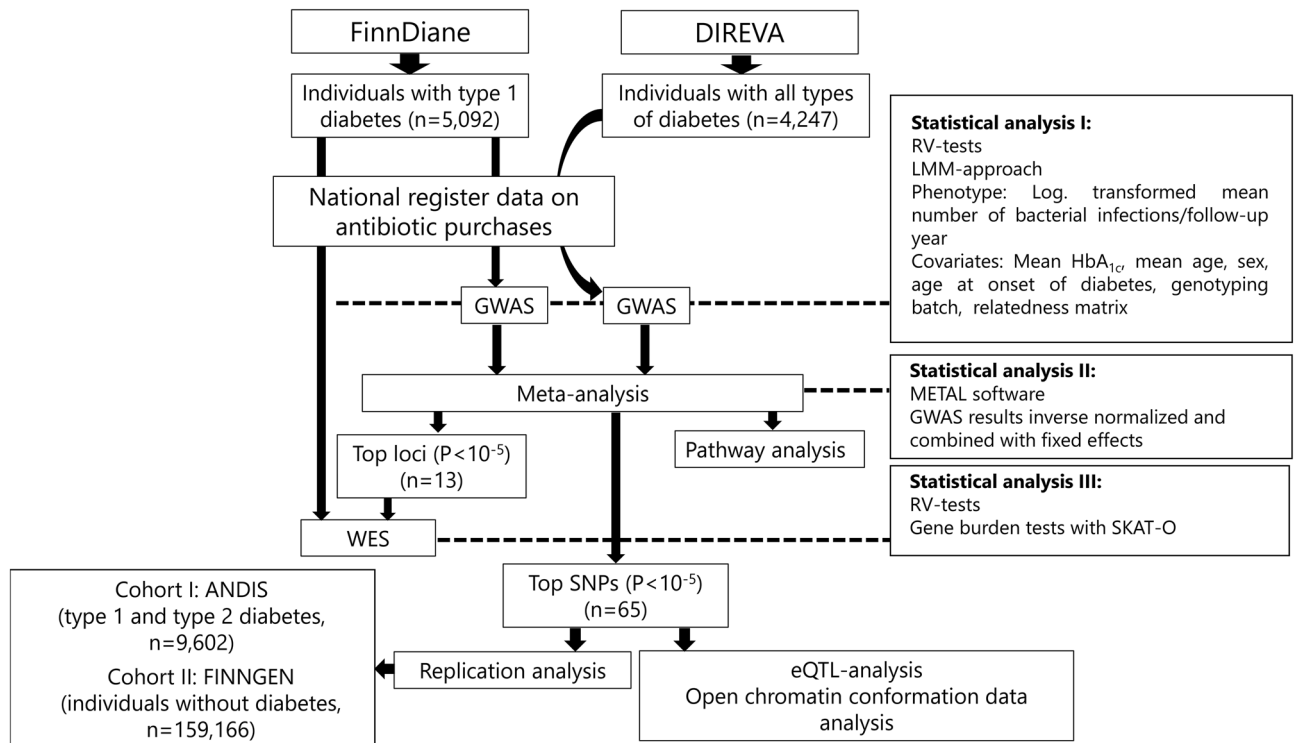 FinnDiane
DIREVA
Individuals with type 1
diabetes (n=5,092)
Individuals with all types
of diabetes (n=4,247)
National register data on
antibiotic purchases
GWAS
GWAS
Statistical analysis I:
RV-tests
LMM-approach
Phenotype: Log. transformed mean
number of bacterial infections/follow-up
year
Covariates: Mean HbA1c, mean age, sex,
age at onset of diabetes, genotyping
batch, relatedness matrix
Meta-analysis
Statistical analysis II:
METAL software
GWAS results inverse normalized and
combined with fixed effects
Top loci (P<10-5)
(n=13)
Pathway analysis
Statistical analysis III:
RV-tests
Gene burden tests with SKAT-O
WES
Top SNPs (P<10-5)
(n=65)
Cohort I: ANDIS
(type 1 and type 2 diabetes,
n=9,602)
Cohort II: FINNGEN
(individuals without diabetes,
n=159,166)
Replication analysis
eQTL-analysis
Open chromatin conformation data
analysis